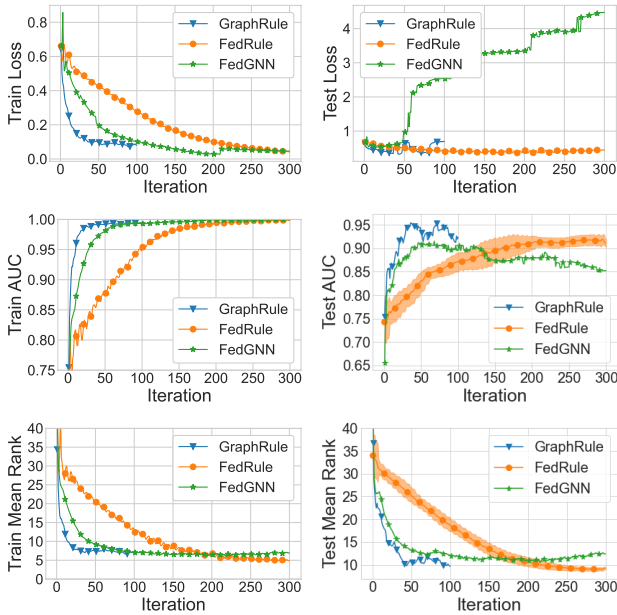 Train Loss
0.8
0.6
0.4
0.2
0.0
GraphRule
FedRule
FedGNN
0 50 100 150 200 250 300
Iteration
Test Loss
4
3
2
1
GraphRule
FedRule
FedGNN
0 50 100 150 200 250 300
Iteration
Train AUC
1.00
0.95
0.90
0.85
0.80
0.75
GraphRule
FedRule
FedGNN
0 50 100 150 200 250 300
Iteration
Test AUC
0.95
0.90
0.85
0.80
0.75
0.70
0.65
GraphRule
FedRule
FedGNN
0 50 100 150 200 250 300
Iteration
Train Mean Rank
40
35
30
25
20
15
10
5
0
GraphRule
FedRule
FedGNN
0 50 100 150 200 250 300
Iteration
Test Mean Rank
40
35
30
25
20
15
10
GraphRule
FedRule
FedGNN
0 50 100 150 200 250 300
Iteration